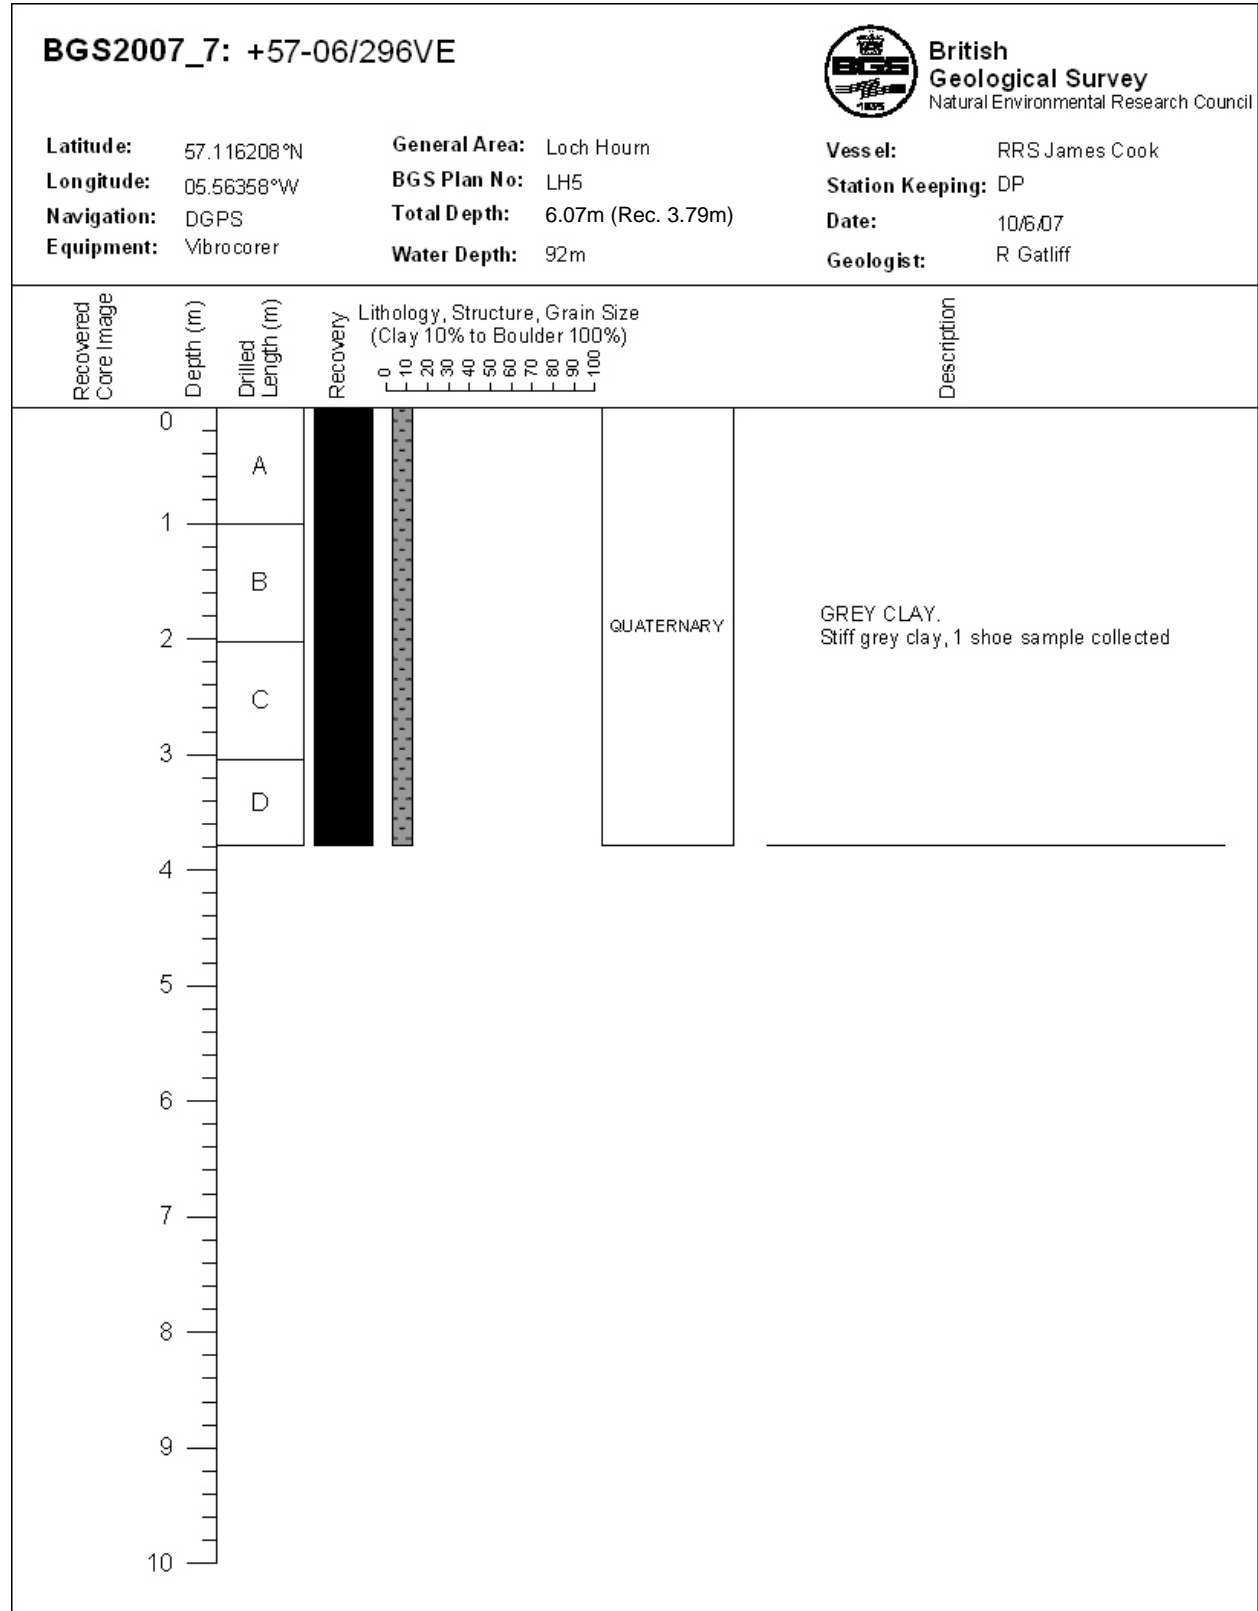 BGS2007_7: +57-06/296VE
BGS
1835
British
Geological Survey
Natural Environmental Research Council
Latitude: 57.116208°N
Longitude: 05.56358°W
Navigation: DGPS
Equipment: Vibrocorer
General Area: Loch Hourn
BGS Plan No: LH5
Total Depth: 6.07m (Rec. 3.79m)
Water Depth: 92m
Vessel: RRS James Cook
Station Keeping: DP
Date: 10/6/07
Geologist: R Gatliff
Recovered
Core Image
Depth (m)
Drilled
Length (m)
Recovery
Lithology, Structure, Grain Size
(Clay 10% to Boulder 100%)
0 10 20 30 40 50 60 70 80 90 100
Description
0
A
1
B
2
C
3
D
4
5
6
7
8
9
10
QUATERNARY
GREY CLAY.
Stiff grey clay, 1 shoe sample collected